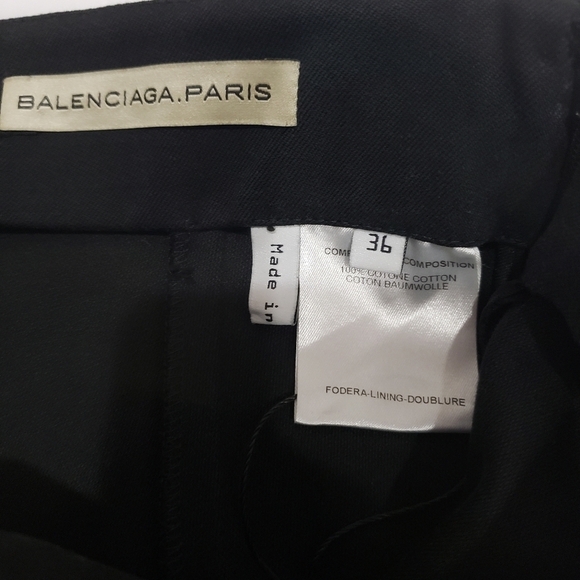 BALENCIAGA.PARIS
Made in
36
COMPOSITION
100% COTONE COTTON
COTON BAUMWOLLE
FODERA-LINING-DOUBLURE